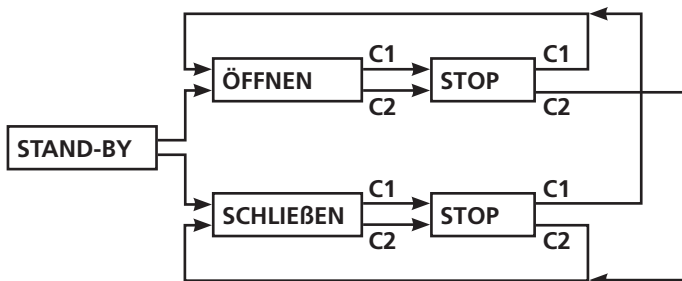 C1 C1
ÖFFNEN STOP
C2 C2
STAND-BY
C1 C1
SCHLIEßEN STOP
C2 C2